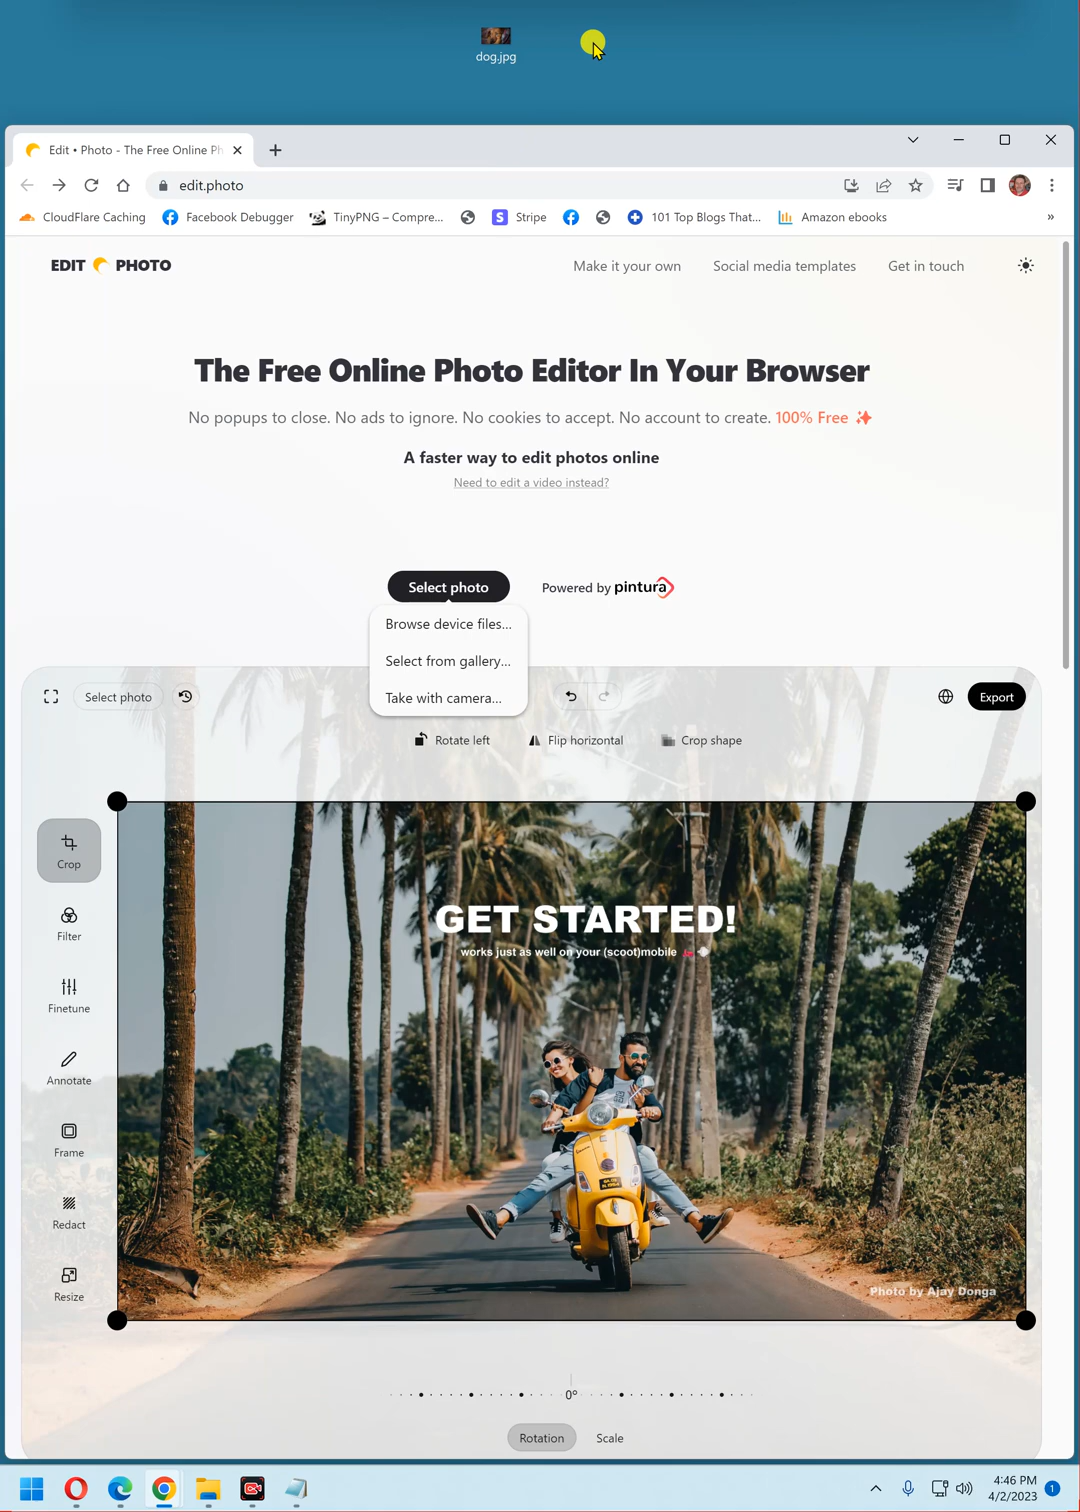 dog.jpg
Edit • Photo - The Free Online Ph
edit.photo
CloudFlare Caching Facebook Debugger TinyPNG – Compre... Stripe 101 Top Blogs That... Amazon ebooks »
EDIT PHOTO Make it your own Social media templates Get in touch
The Free Online Photo Editor In Your Browser
No popups to close. No ads to ignore. No cookies to accept. No account to create. 100% Free
A faster way to edit photos online
Need to edit a video instead?
Select photo Powered by pintura
Browse device files...
Select from gallery...
Take with camera...
Select photo Export
Rotate left Flip horizontal Crop shape
Crop
Filter
Finetune
Annotate
Frame
Redact
Resize
GET STARTED!
works just as well on your (scoot)mobile
Photo by Ajay Donga
0°
Rotation Scale
4:46 PM
4/2/2023 1